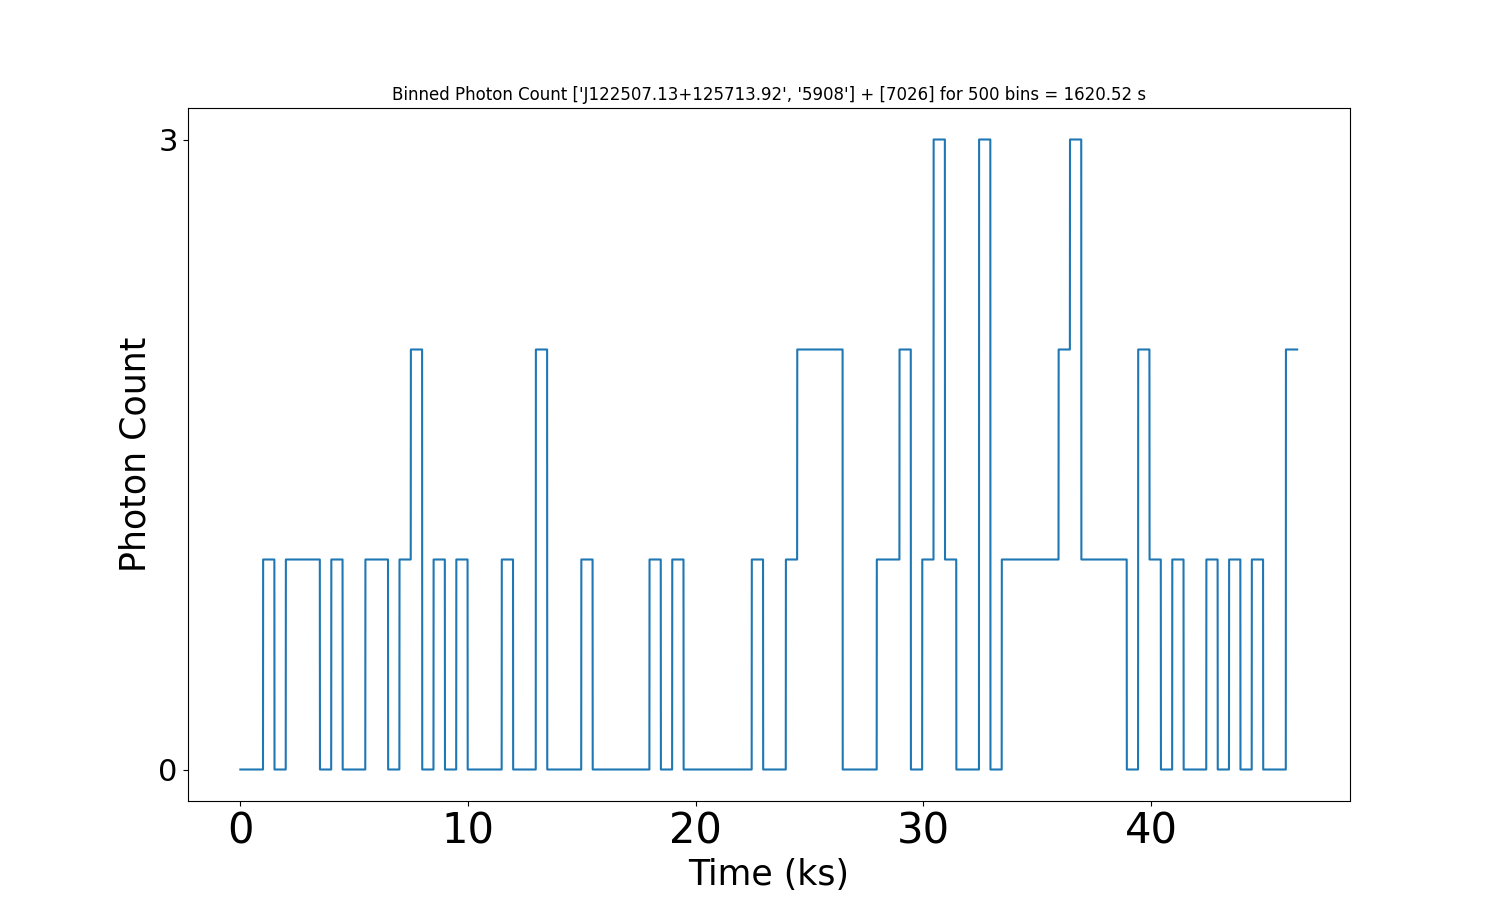 Binned Photon Count ['J122507.13+125713.92', '5908'] + [7026] for 500 bins = 1620.52 s
3
Photon Count
0
0 10 20 30 40
Time (ks)